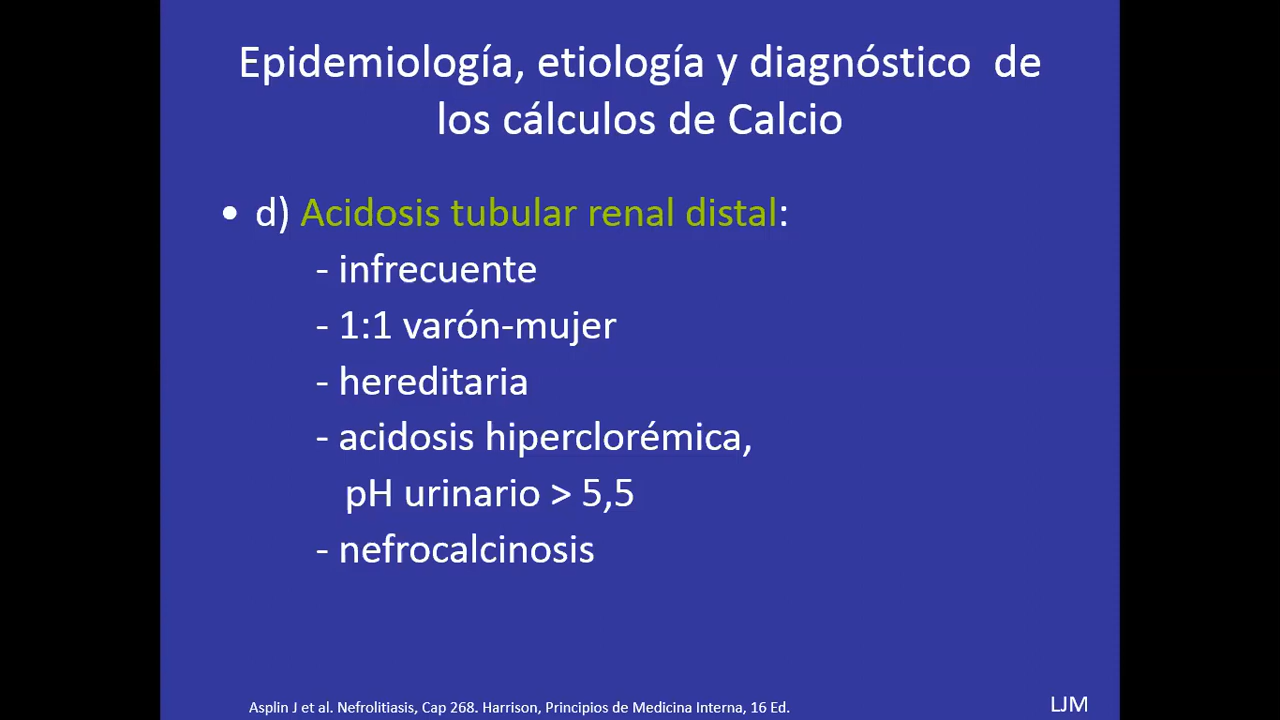 Epidemiología, etiología y diagnóstico de
los cálculos de Calcio
• d) Acidosis tubular renal distal:
- infrecuente
- 1:1 varón-mujer
- hereditaria
- acidosis hiperclorémica,
pH urinario > 5,5
- nefrocalcinosis
Asplin J et al. Nefrolitiasis, Cap 268. Harrison, Principios de Medicina Interna, 16 Ed.
LJM